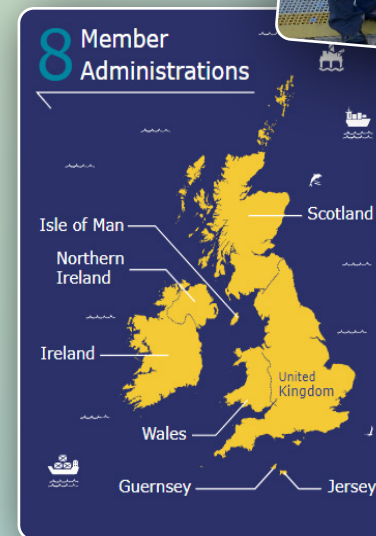 8 Member
Administrations
Scotland
Isle of Man
Northern
Ireland
Ireland
United
Kingdom
Wales
Guernsey
Jersey